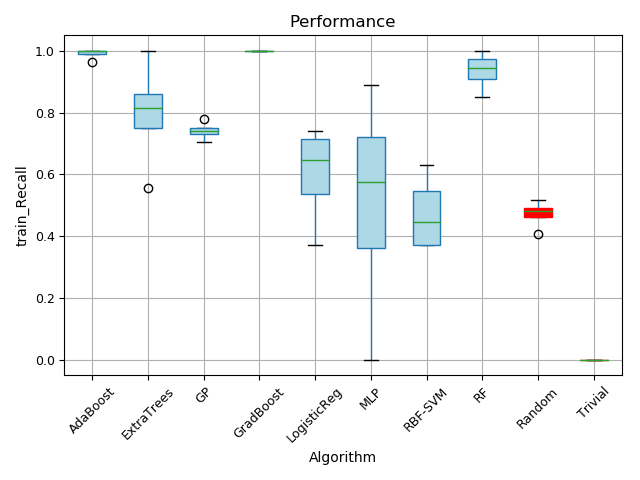 Performance
train_Recall
1.0
0.8
0.6
0.4
0.2
0.0
AdaBoost
ExtraTrees
GP
GradBoost
LogisticReg
MLP
RBF-SVM
RF
Random
Trivial
Algorithm